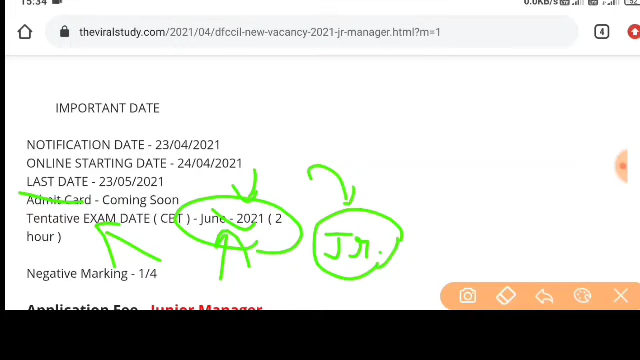 15:34
0.0KB/s
theviralstudy.com/2021/04/dfccil-new-vacancy-2021-jr-manager.html?m=1
4
IMPORTANT DATE
NOTIFICATION DATE - 23/04/2021
ONLINE STARTING DATE - 24/04/2021
LAST DATE - 23/05/2021
Admit Card - Coming Soon
Tentative EXAM DATE ( CBT ) - June - 2021 ( 2
hour )
Jr.
Negative Marking - 1/4
Application Fee - Junior Manager